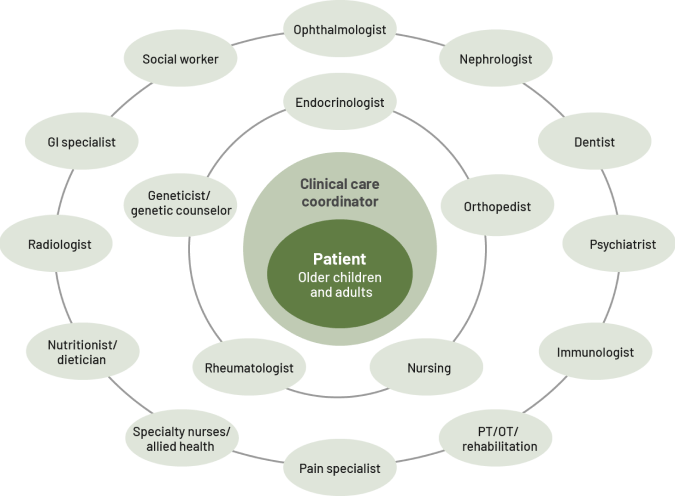 Ophthalmologist
Social worker
Nephrologist
Endocrinologist
GI specialist
Dentist
Clinical care
coordinator
Geneticist/
genetic counselor
Orthopedist
Radiologist
Psychiatrist
Patient
Older children
and adults
Nutritionist/
dietician
Immunologist
Rheumatologist
Nursing
Specialty nurses/
allied health
PT/OT/
rehabilitation
Pain specialist